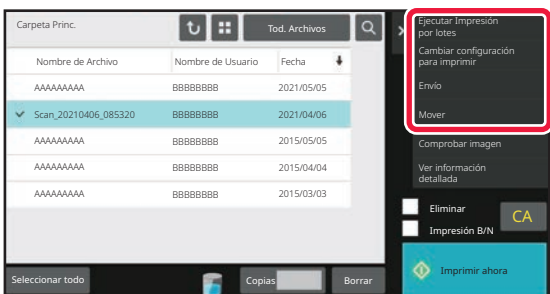 Carpeta Princ.
Tod. Archivos
Nombre de Archivo Nombre de Usuario Fecha
AAAAAAAAA BBBBBBBB 2021/05/05
Scan_20210406_085320 BBBBBBBB 2021/04/06
AAAAAAAAA BBBBBBBB 2015/05/05
AAAAAAAAA BBBBBBBB 2015/04/04
AAAAAAAAA BBBBBBBB 2015/03/03
Seleccionar todo
Copias
Borrar
Ejecutar Impresión
por lotes
Cambiar configuración
para imprimir
Envío
Mover
Comprobar imagen
Ver información
detallada
Eliminar
Impresión B/N
CA
Imprimir ahora